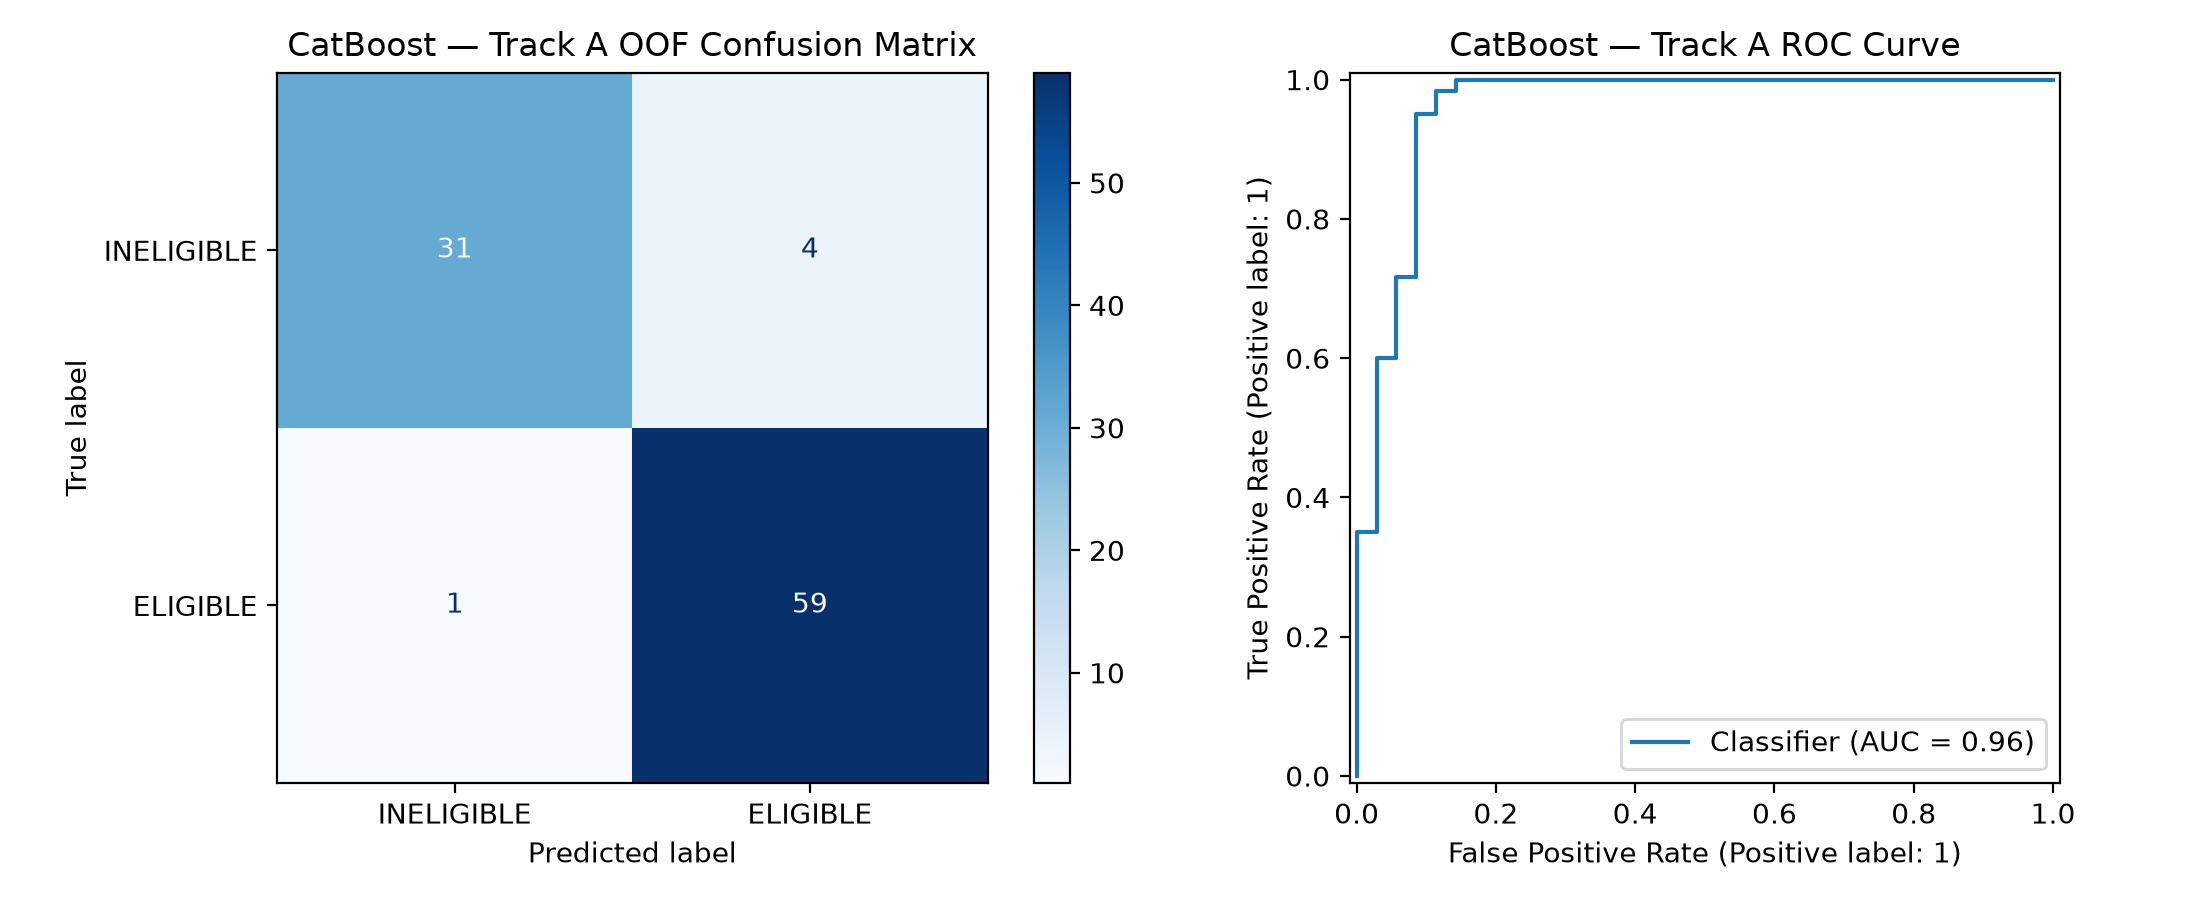 CatBoost — Track A OOF Confusion Matrix
True label
INELIGIBLE
ELIGIBLE
31
4
1
59
INELIGIBLE
ELIGIBLE
Predicted label
50
40
30
20
10
CatBoost — Track A ROC Curve
True Positive Rate (Positive label: 1)
1.0
0.8
0.6
0.4
0.2
0.0
Classifier (AUC = 0.96)
0.0
0.2
0.4
0.6
0.8
1.0
False Positive Rate (Positive label: 1)